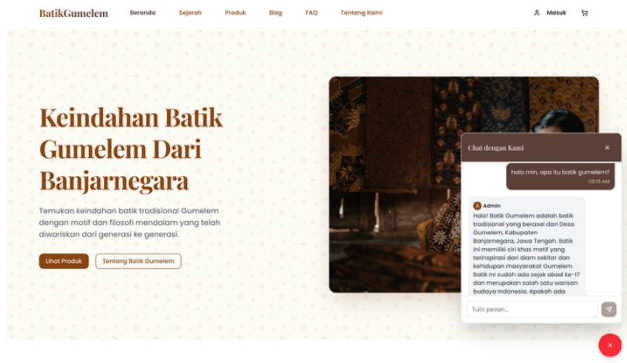 BatikGumelem Beranda Sejarah Produk Blog FAQ Tentang Kami Masuk
Keindahan Batik
Gumelem Dari
Banjarnegara
Temukan keindahan batik tradisional Gumelem
dengan motif dan filosofi mendalam yang telah
diwariskan dari generasi ke generasi.
Lihat Produk Tentang Batik Gumelem
Chat dengan Kami
halo min, apa itu batik gumelem?
09.15 AM
Admin
Halo! Batik Gumelem adalah batik
tradisional yang berasal dari Desa
Gumelem, Kabupaten
Banjarnegara, Jawa Tengah. Batik
ini memiliki ciri khas motif yang
terinspirasi dari alam sekitar dan
kehidupan masyarakat Gumelem.
Batik ini sudah ada sejak abad ke-17
dan merupakan salah satu warisan
budaya Indonesia. Apakah ada
Tulis pesan...